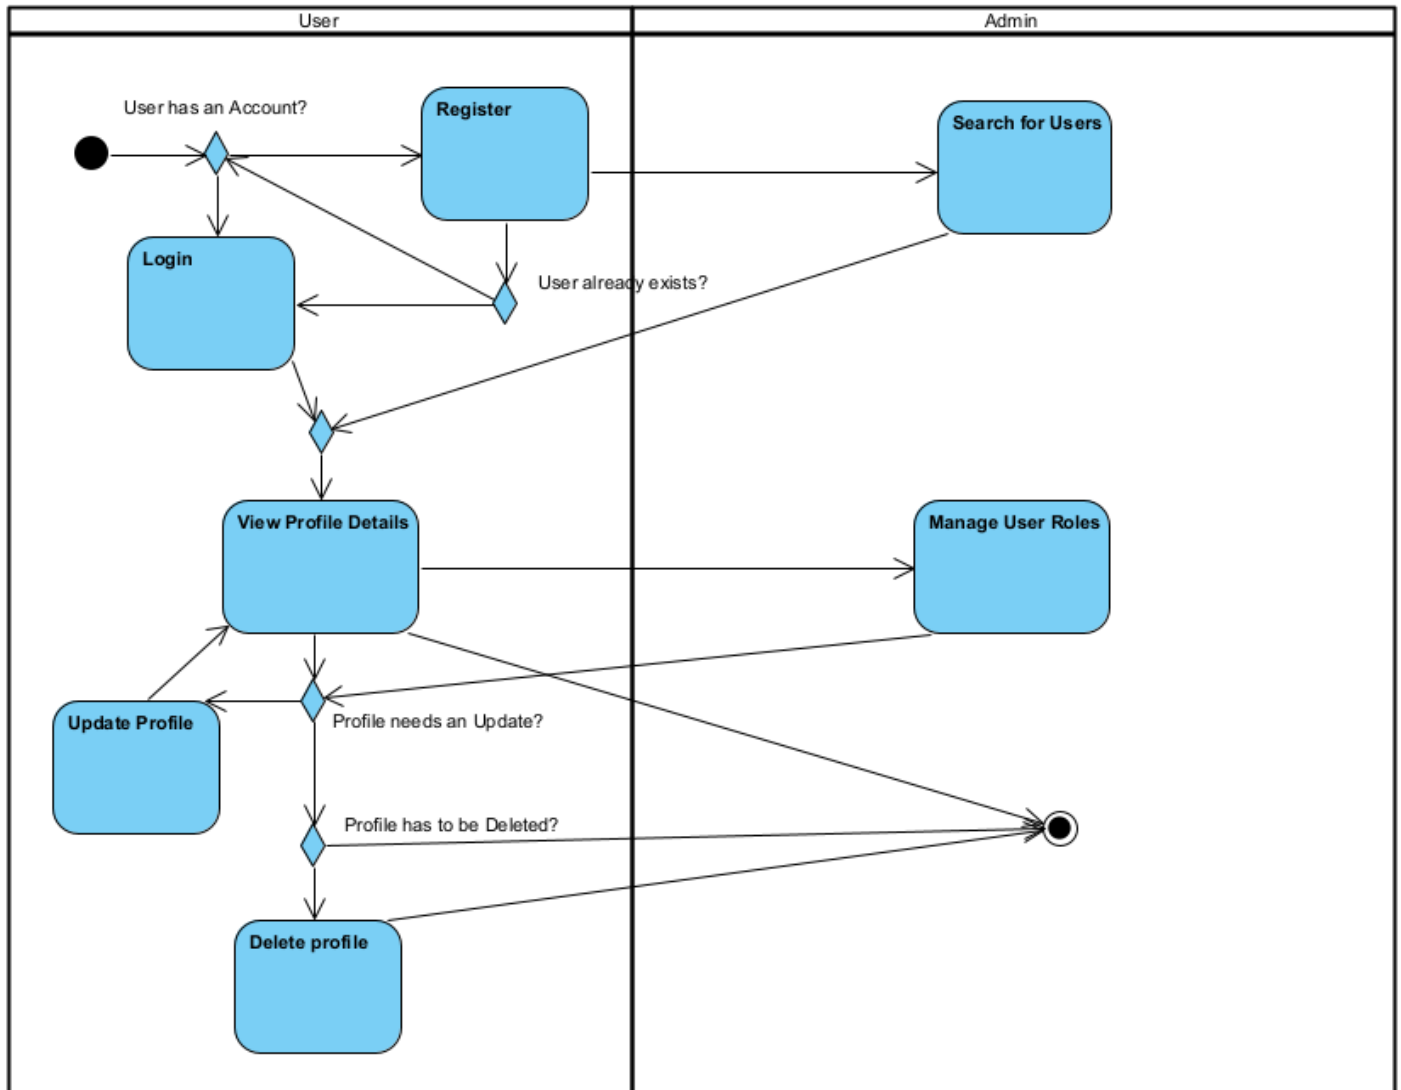 User
Admin
User has an Account?
Register
Search for Users
Login
User already exists?
View Profile Details
Manage User Roles
Update Profile
Profile needs an Update?
Profile has to be Deleted?
Delete profile